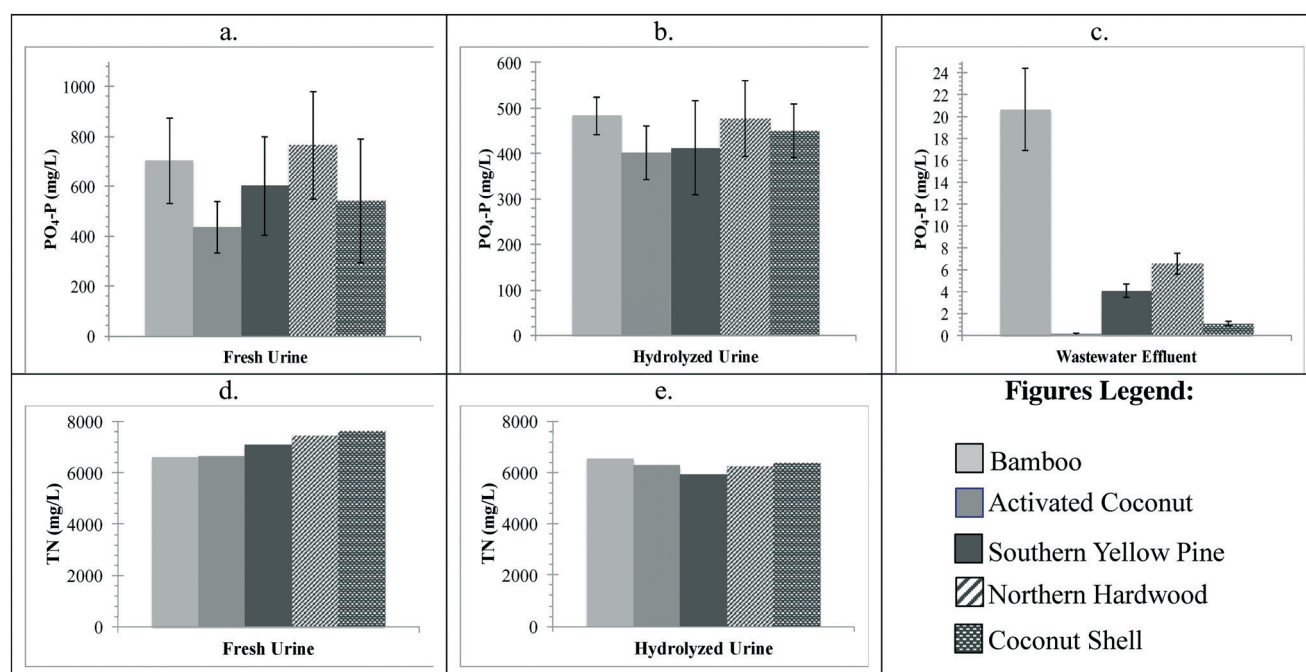 a.
PO₄-P (mg/L)
1000
800
600
400
200
0
Fresh Urine
b.
PO₄-P (mg/L)
600
500
400
300
200
100
0
Hydrolyzed Urine
c.
PO₄-P (mg/L)
24
22
20
18
16
14
12
10
8
6
4
2
0
Wastewater Effluent
d.
TN (mg/L)
8000
6000
4000
2000
0
Fresh Urine
e.
TN (mg/L)
8000
6000
4000
2000
0
Hydrolyzed Urine
Figures Legend:
Bamboo
Activated Coconut
Southern Yellow Pine
Northern Hardwood
Coconut Shell